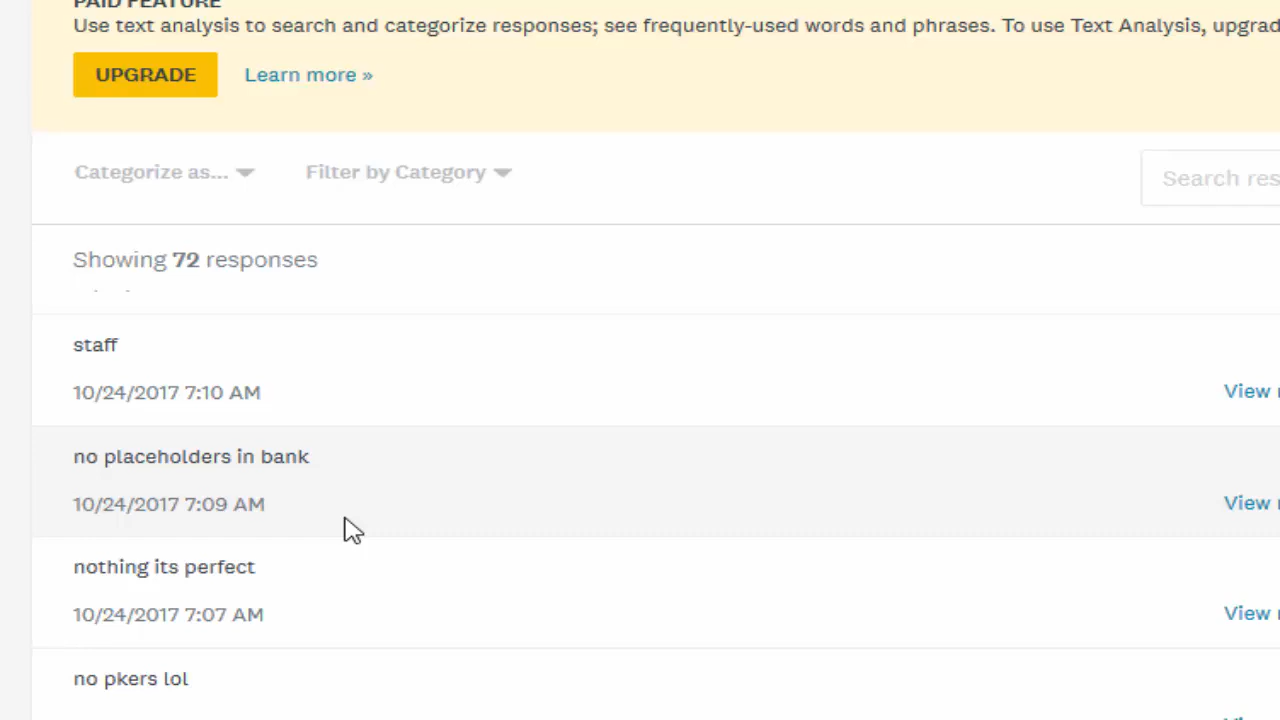 PAID FEATURE
Use text analysis to search and categorize responses; see frequently-used words and phrases. To use Text Analysis, upgrad
UPGRADE
Learn more »
Categorize as...
Filter by Category
Search res
Showing 72 responses
staff
10/24/2017 7:10 AM
View
no placeholders in bank
10/24/2017 7:09 AM
View
nothing its perfect
10/24/2017 7:07 AM
View
no pkers lol